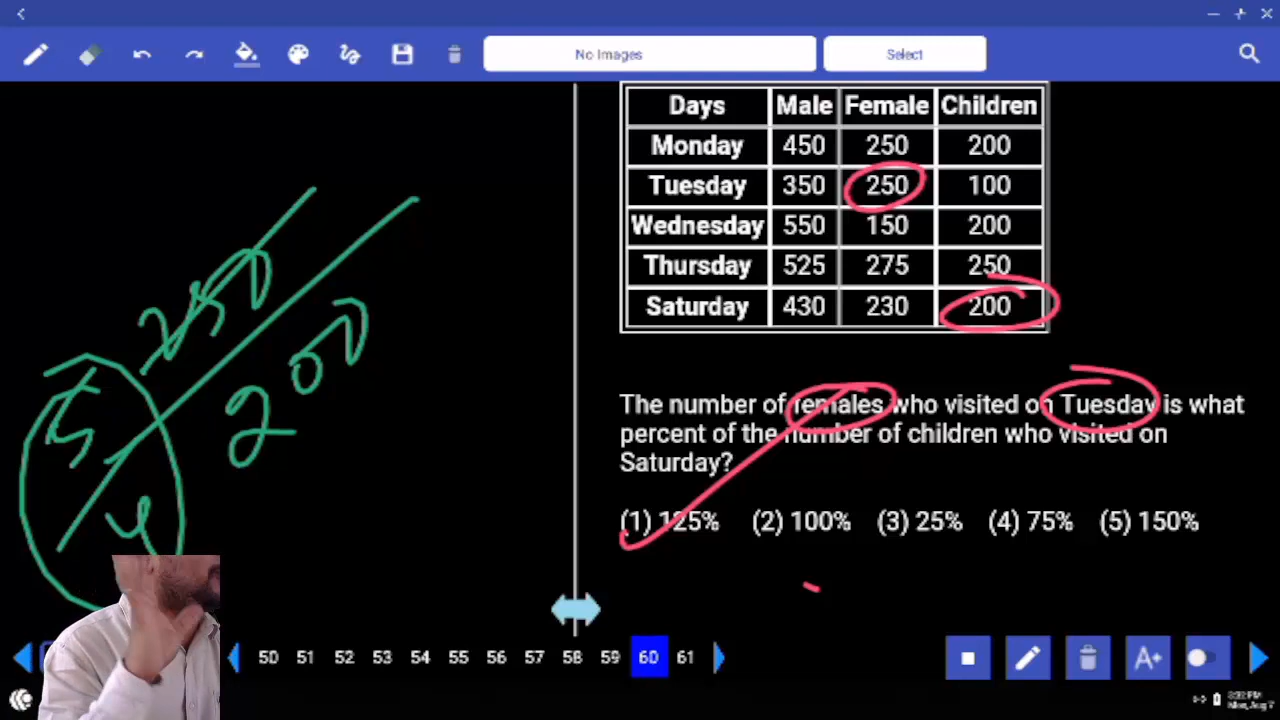 No Images Select
Days Male Female Children
Monday 450 250 200
Tuesday 350 250 100
Wednesday 550 150 200
Thursday 525 275 250
Saturday 430 230 200
250
200
5
4
The number of females who visited on Tuesday is what
percent of the number of children who visited on
Saturday?
(1) 125% (2) 100% (3) 25% (4) 75% (5) 150%
50 51 52 53 54 55 56 57 58 59 60 61
A+